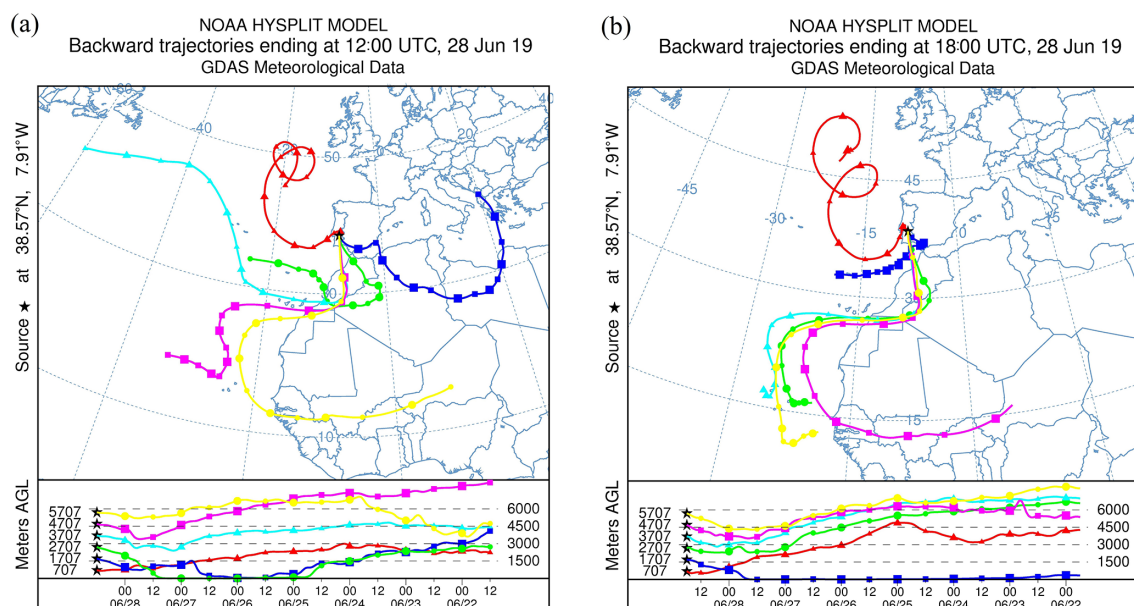 (a)
NOAA HYSPLIT MODEL
Backward trajectories ending at 12:00 UTC, 28 Jun 19
GDAS Meteorological Data
Source ★ at 38.57°N, 7.91°W
-40
-20
20
40
50
30
-25
15
10
Meters AGL
5707
4707
3707
2707
1707
707
6000
4500
3000
1500
00 12 00 12 00 12 00 12 00 12 00 12 00 12
06/28 06/27 06/26 06/25 06/24 06/23 06/22
(b)
NOAA HYSPLIT MODEL
Backward trajectories ending at 18:00 UTC, 28 Jun 19
GDAS Meteorological Data
Source ★ at 38.57°N, 7.91°W
-45
-30
-15
0
15
45
30
15
Meters AGL
5707
4707
3707
2707
1707
707
6000
4500
3000
1500
12 00 12 00 12 00 12 00 12 00 12 00 12 00
06/28 06/27 06/26 06/25 06/24 06/23 06/22